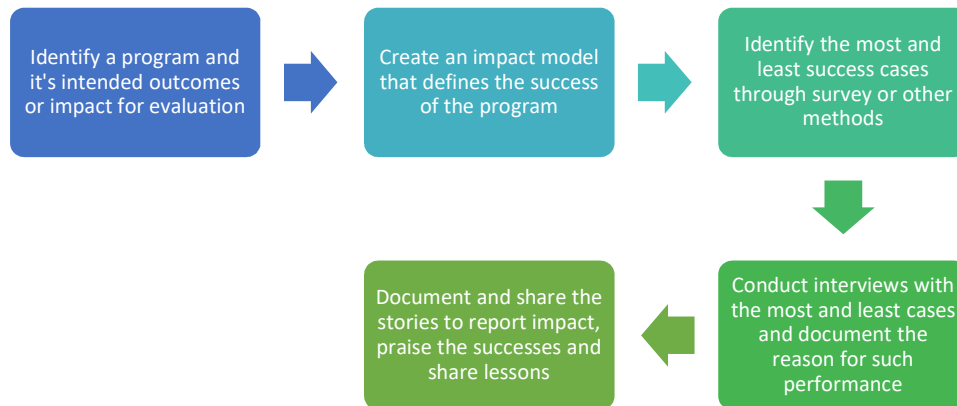 Identify a program and
it's intended outcomes
or impact for evaluation
Create an impact model
that defines the success
of the program
Identify the most and
least success cases
through survey or other
methods
Conduct interviews with
the most and least cases
and document the
reason for such
performance
Document and share the
stories to report impact,
praise the successes and
share lessons